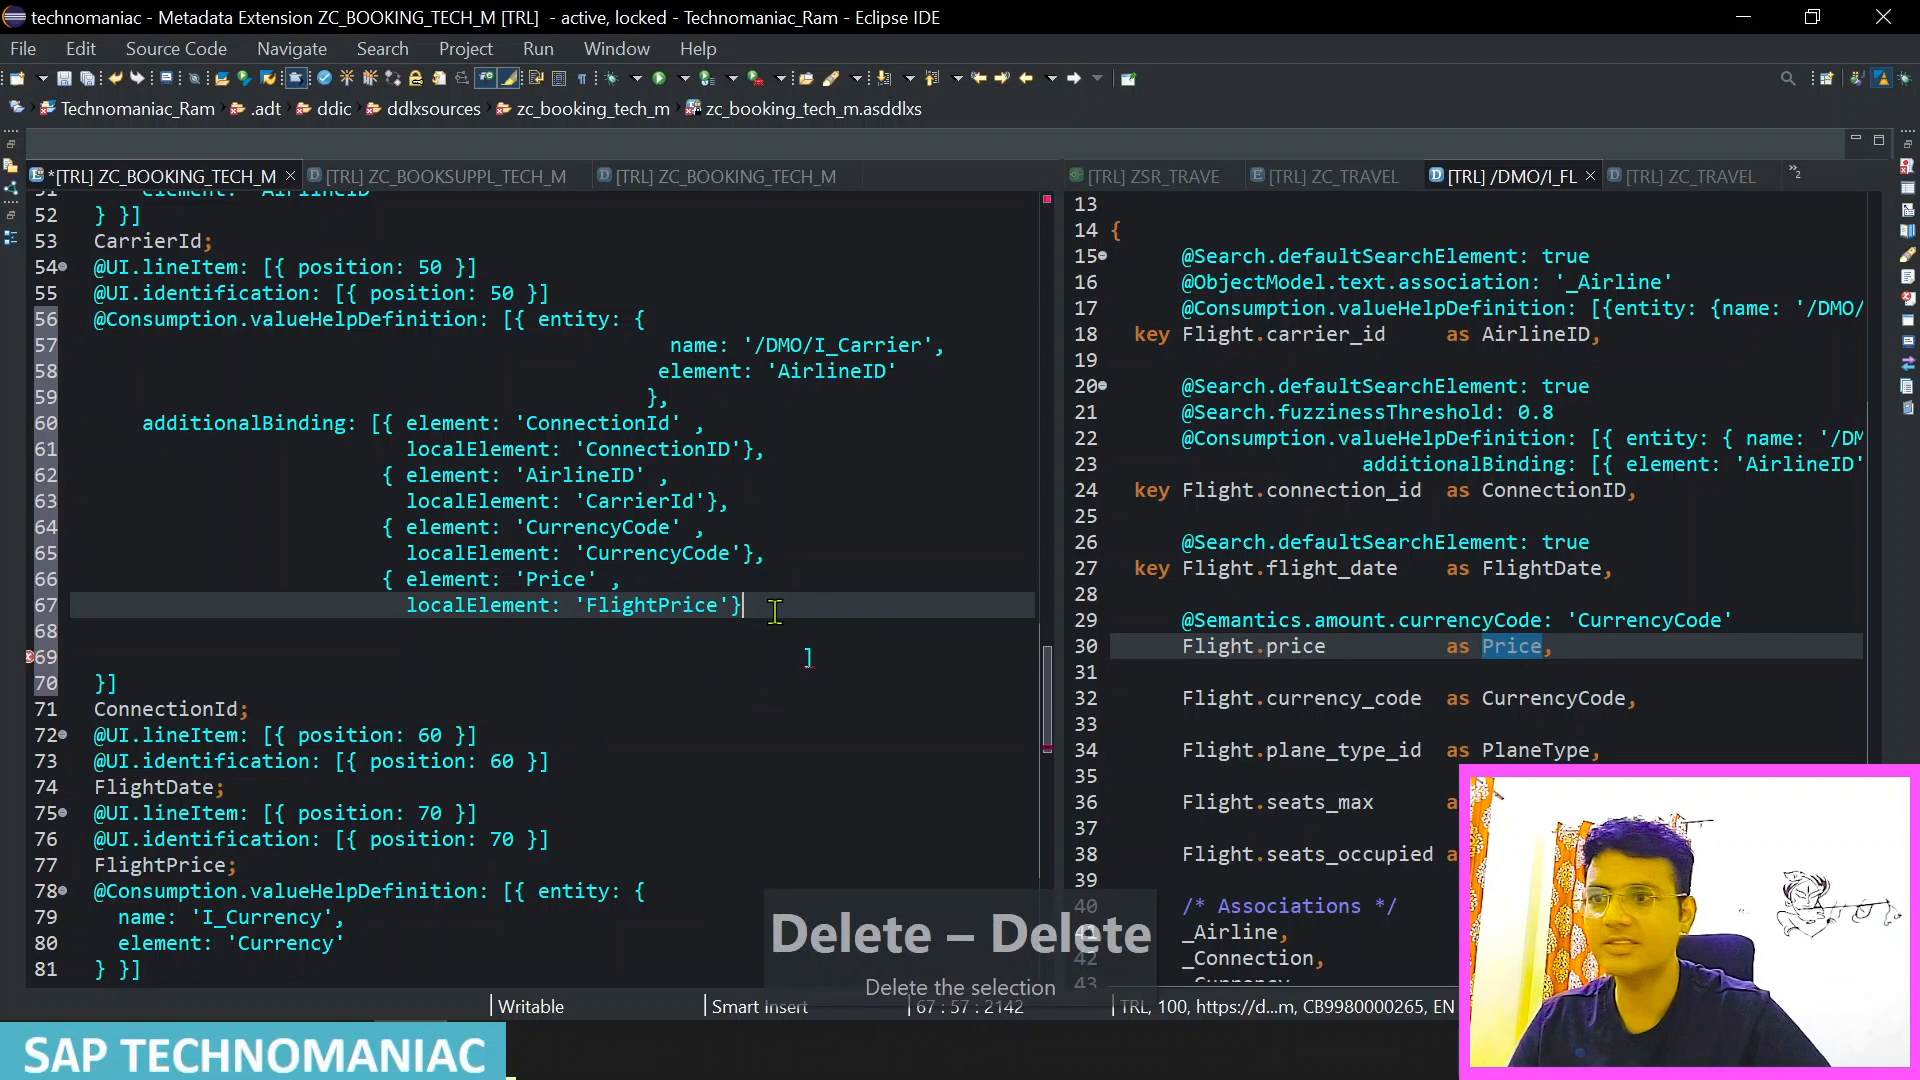 technomaniac - Metadata Extension ZC_BOOKING_TECH_M [TRL]  - active, locked - Technomaniac_Ram - Eclipse IDE
File Edit Source Code Navigate Search Project Run Window Help
Technomaniac_Ram .adt ddic ddlxsources zc_booking_tech_m zc_booking_tech_m.asddlxs
*[TRL] ZC_BOOKING_TECH_M [TRL] ZC_BOOKSUPPL_TECH_M [TRL] ZC_BOOKING_TECH_M
51 element: 'AirlineID'
52 } }]
53 CarrierId;
54 @UI.lineItem: [{ position: 50 }]
55 @UI.identification: [{ position: 50 }]
56 @Consumption.valueHelpDefinition: [{ entity: {
57 name: '/DMO/I_Carrier',
58 element: 'AirlineID'
59 },
60 additionalBinding: [{ element: 'ConnectionId' ,
61 localElement: 'ConnectionID'},
62 { element: 'AirlineID' ,
63 localElement: 'CarrierId'},
64 { element: 'CurrencyCode' ,
65 localElement: 'CurrencyCode'},
66 { element: 'Price' ,
67 localElement: 'FlightPrice'}
68
69 ]
70 }]
71 ConnectionId;
72 @UI.lineItem: [{ position: 60 }]
73 @UI.identification: [{ position: 60 }]
74 FlightDate;
75 @UI.lineItem: [{ position: 70 }]
76 @UI.identification: [{ position: 70 }]
77 FlightPrice;
78 @Consumption.valueHelpDefinition: [{ entity: {
79 name: 'I_Currency',
80 element: 'Currency'
81 } }]
[TRL] ZSR_TRAVE [TRL] ZC_TRAVEL [TRL] /DMO/I_FL [TRL] ZC_TRAVEL »2
13
14 {
15 @Search.defaultSearchElement: true
16 @ObjectModel.text.association: '_Airline'
17 @Consumption.valueHelpDefinition: [{entity: {name: '/DMO/
18 key Flight.carrier_id as AirlineID,
19
20 @Search.defaultSearchElement: true
21 @Search.fuzzinessThreshold: 0.8
22 @Consumption.valueHelpDefinition: [{ entity: { name: '/DM
23 additionalBinding: [{ element: 'AirlineID'
24 key Flight.connection_id as ConnectionID,
25
26 @Search.defaultSearchElement: true
27 key Flight.flight_date as FlightDate,
28
29 @Semantics.amount.currencyCode: 'CurrencyCode'
30 Flight.price as Price,
31
32 Flight.currency_code as CurrencyCode,
33
34 Flight.plane_type_id as PlaneType,
35
36 Flight.seats_max a
37
38 Flight.seats_occupied a
39
40 /* Associations */
41 _Airline,
42 _Connection,
43
Delete – Delete
Delete the selection
Writable Smart Insert 67 : 57 : 2142 TRL, 100, https://d...m, CB9980000265, EN
SAP TECHNOMANIAC